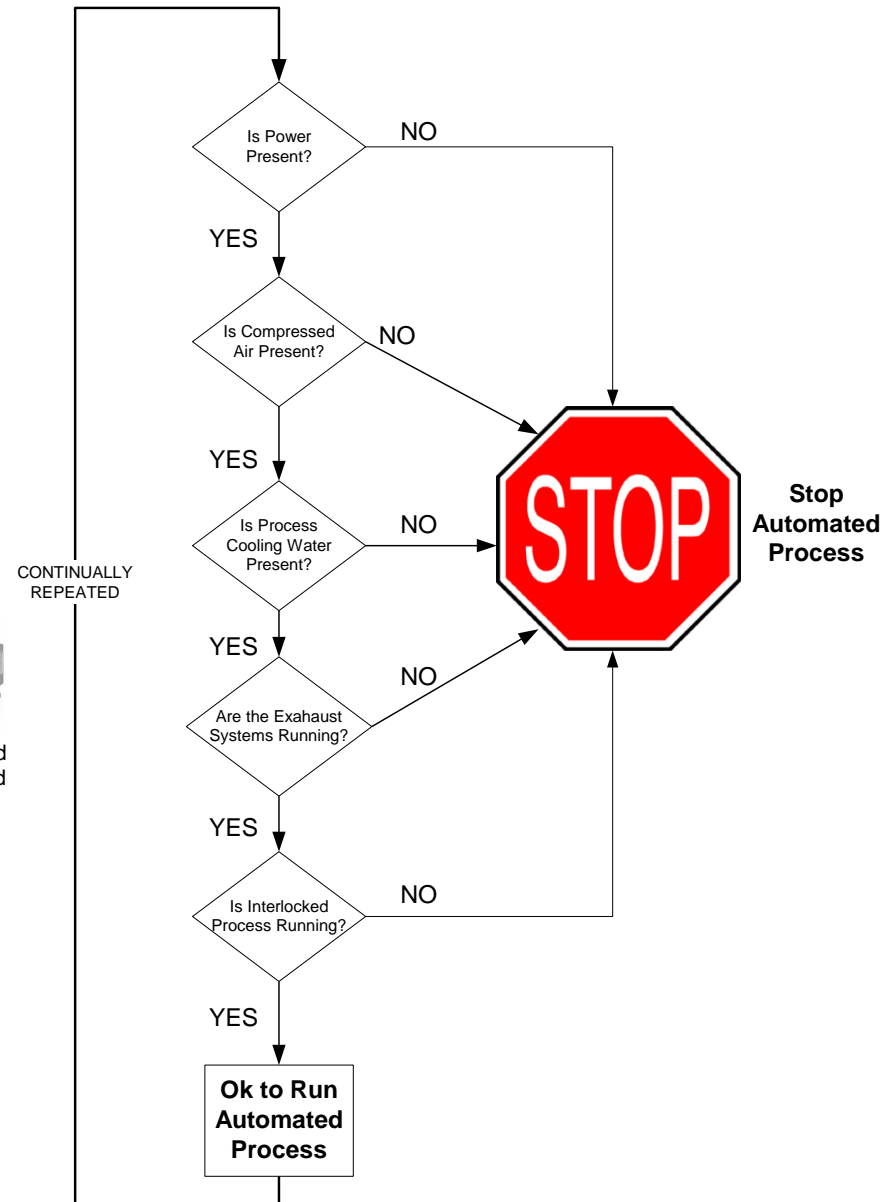 Is Power
Present?
NO
YES
Is Compressed
Air Present?
NO
YES
Is Process
Cooling Water
Present?
NO
STOP
Stop
Automated
Process
CONTINUALLY
REPEATED
YES
Are the Exahaust
Systems Running?
NO
YES
Is Interlocked
Process Running?
NO
YES
Ok to Run
Automated
Process